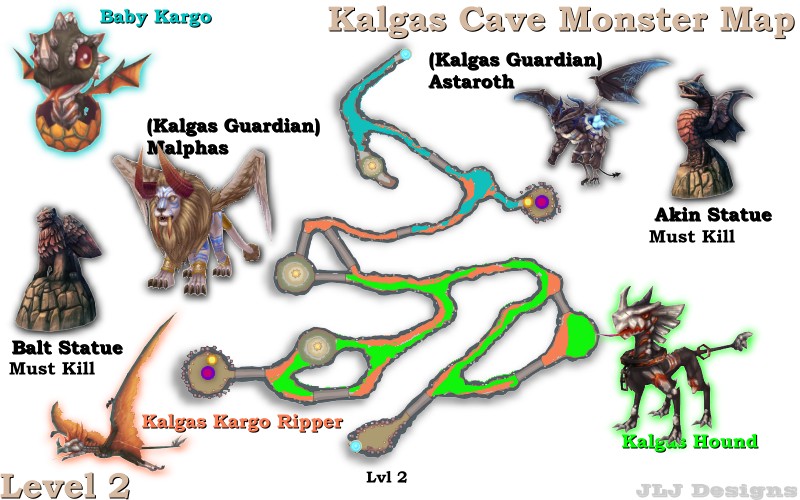 Baby Kargo
Kalgas Cave Monster Map
(Kalgas Guardian)
Astaroth
(Kalgas Guardian)
Malphas
Akin Statue
Must Kill
Balt Statue
Must Kill
Kalgas Kargo Ripper
Kalgas Hound
Lvl 2
Level 2
JLJ Designs